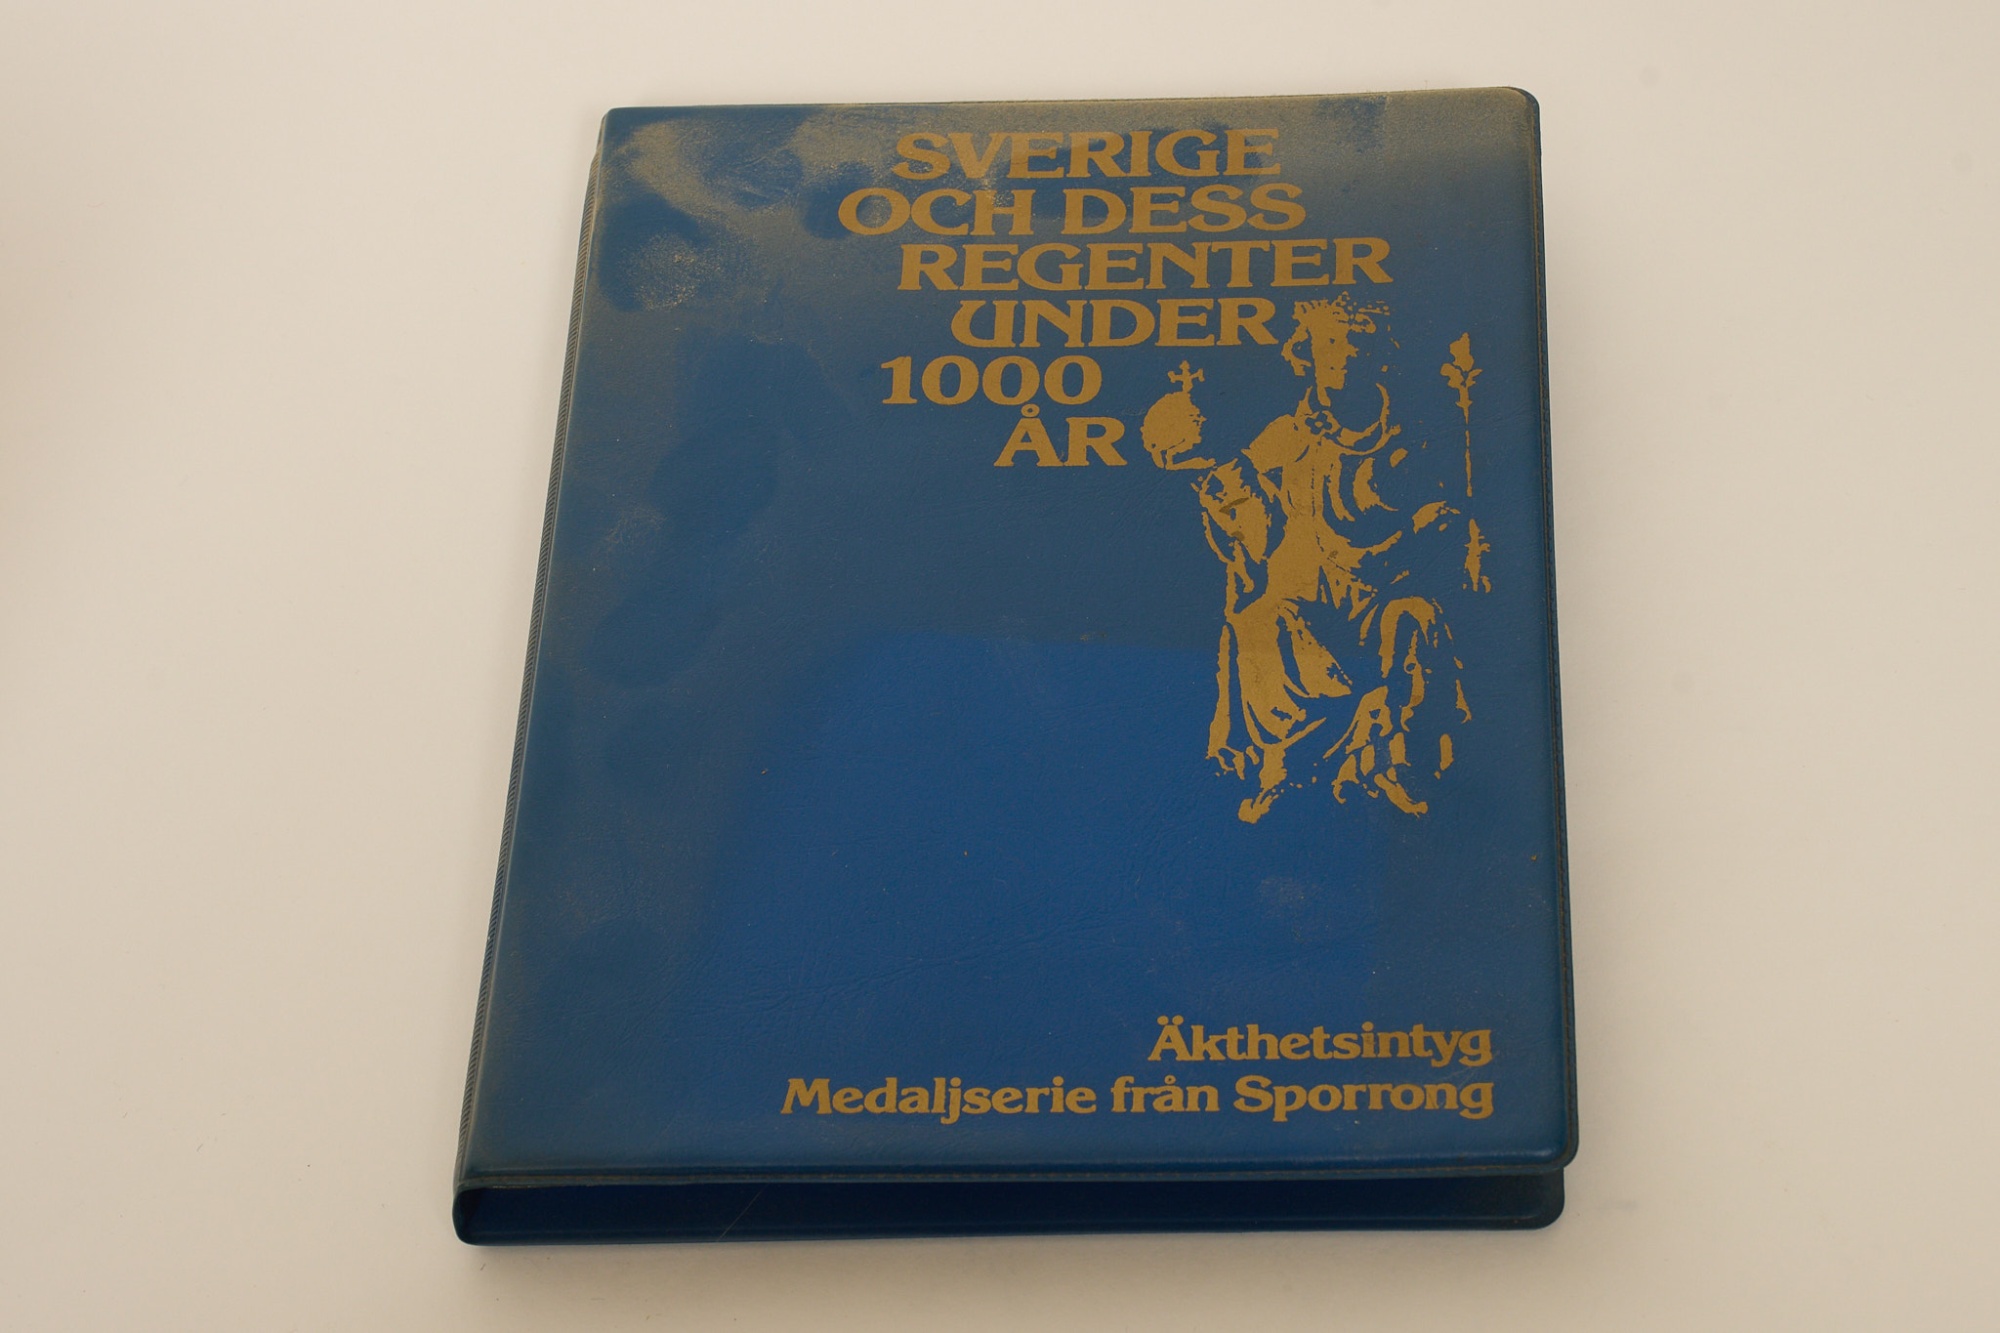 SVERIGE
OCH DESS
REGENTER
UNDER
1000
ÅR
Äkthetsintyg
Medaljserie från Sporrong